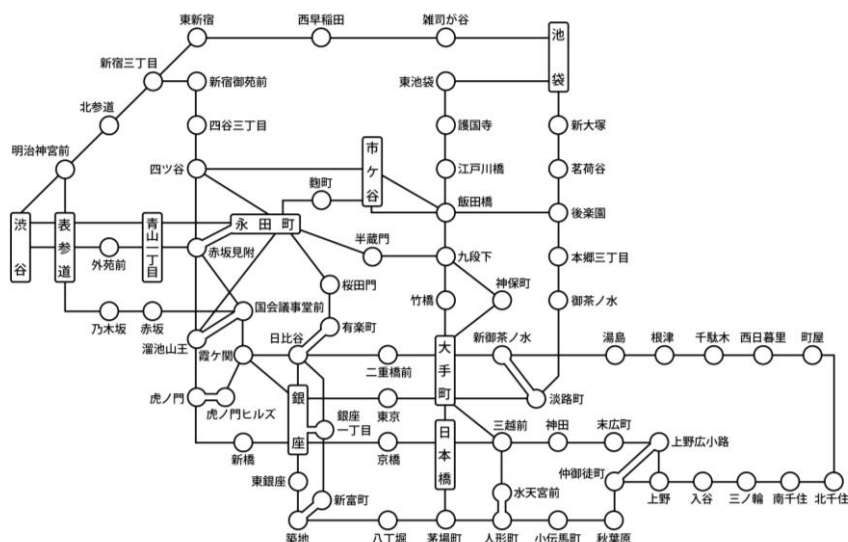 東新宿
西早稲田
雑司が谷
池袋
新宿三丁目
新宿御苑前
東池袋
北参道
四谷三丁目
護国寺
新大塚
明治神宮前
四ツ谷
市ケ谷
江戸川橋
茗荷谷
麹町
飯田橋
後楽園
渋谷
表参道
青山一丁目
永田町
外苑前
赤坂見附
半蔵門
九段下
本郷三丁目
桜田門
神保町
竹橋
御茶ノ水
乃木坂
赤坂
国会議事堂前
有楽町
溜池山王
霞ケ関
日比谷
二重橋前
大手町
新御茶ノ水
湯島
根津
千駄木
西日暮里
町屋
虎ノ門
虎ノ門ヒルズ
銀座
東京
淡路町
銀座
一丁目
日本橋
三越前
神田
末広町
上野広小路
新橋
京橋
仲御徒町
東銀座
水天宮前
上野
入谷
三ノ輪
南千住
北千住
新富町
築地
八丁堀
茅場町
人形町
小伝馬町
秋葉原